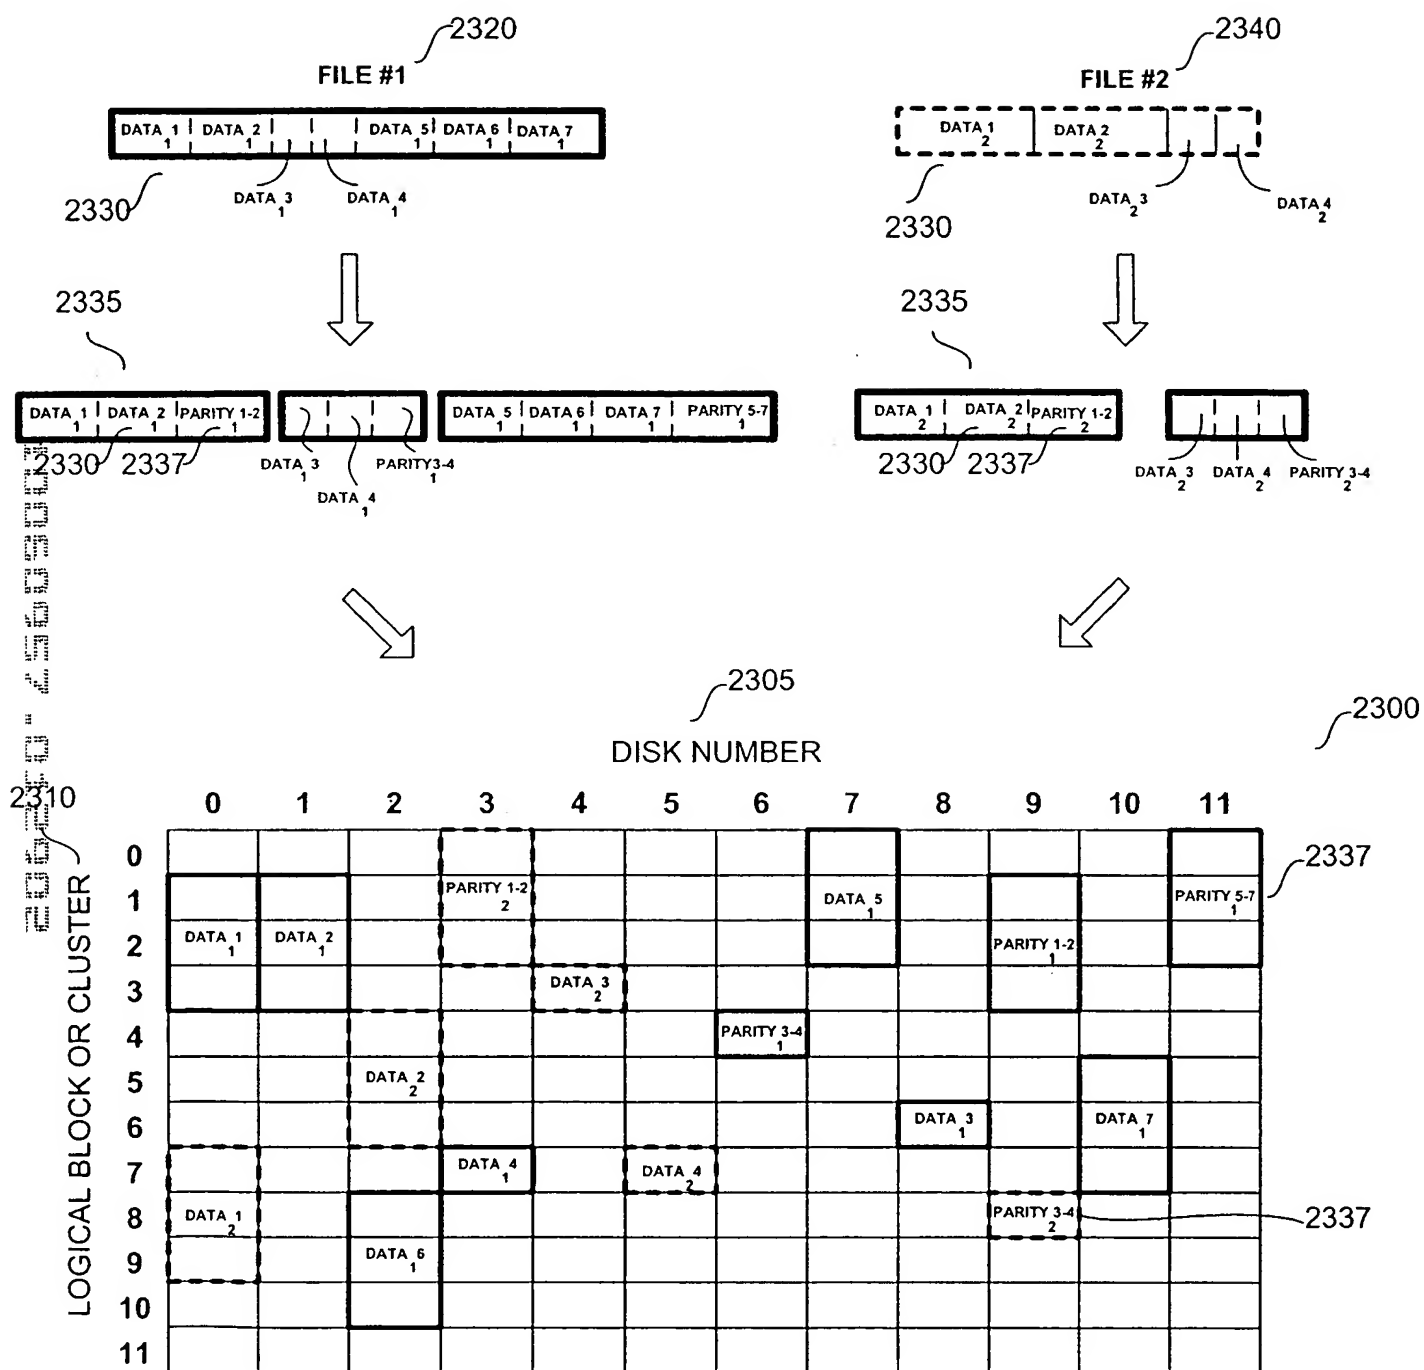 2320
2340
FILE #1
FILE #2
DATA 1 1 DATA 2 1 DATA 5 1 DATA 6 1 DATA 7 1
DATA 1 2 DATA 2 2
2330 DATA 3 1 DATA 4 1
2330 DATA 3 2 DATA 4 2
2335
2335
DATA 1 1 DATA 2 1 PARITY 1-2 1
DATA 5 1 DATA 6 1 DATA 7 1 PARITY 5-7 1
DATA 1 2 DATA 2 2 PARITY 1-2 2
2330 2337 DATA 3 1 DATA 4 1 PARITY 3-4 1
2330 2337 DATA 3 2 DATA 4 2 PARITY 3-4 2
10050957 . 012902
2305
2300
DISK NUMBER
2310
0 1 2 3 4 5 6 7 8 9 10 11
LOGICAL BLOCK OR CLUSTER
0
2337
1 PARITY 1-2 2 DATA 5 1 PARITY 5-7 1
2 DATA 1 1 DATA 2 1 PARITY 1-2 1
3 DATA 3 2
4 PARITY 3-4 1
5 DATA 2 2
6 DATA 3 1 DATA 7 1
7 DATA 4 1 DATA 4 2
8 DATA 1 2 PARITY 3-4 2 2337
9 DATA 6 1
10
11